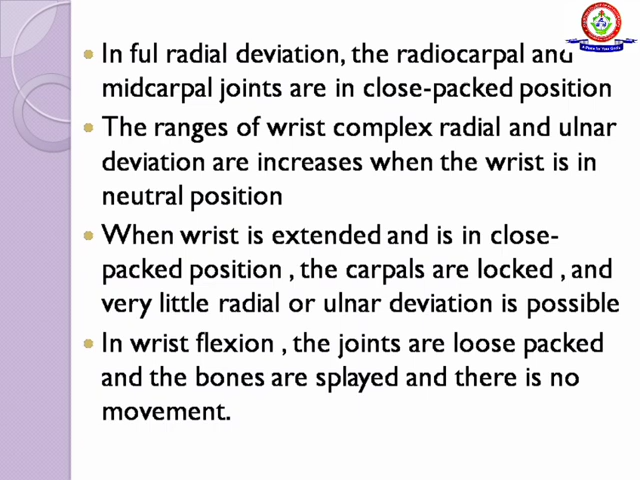 In ful radial deviation, the radiocarpal and
midcarpal joints are in close-packed position
The ranges of wrist complex radial and ulnar
deviation are increases when the wrist is in
neutral position
When wrist is extended and is in close-
packed position , the carpals are locked , and
very little radial or ulnar deviation is possible
In wrist flexion , the joints are loose packed
and the bones are splayed and there is no
movement.